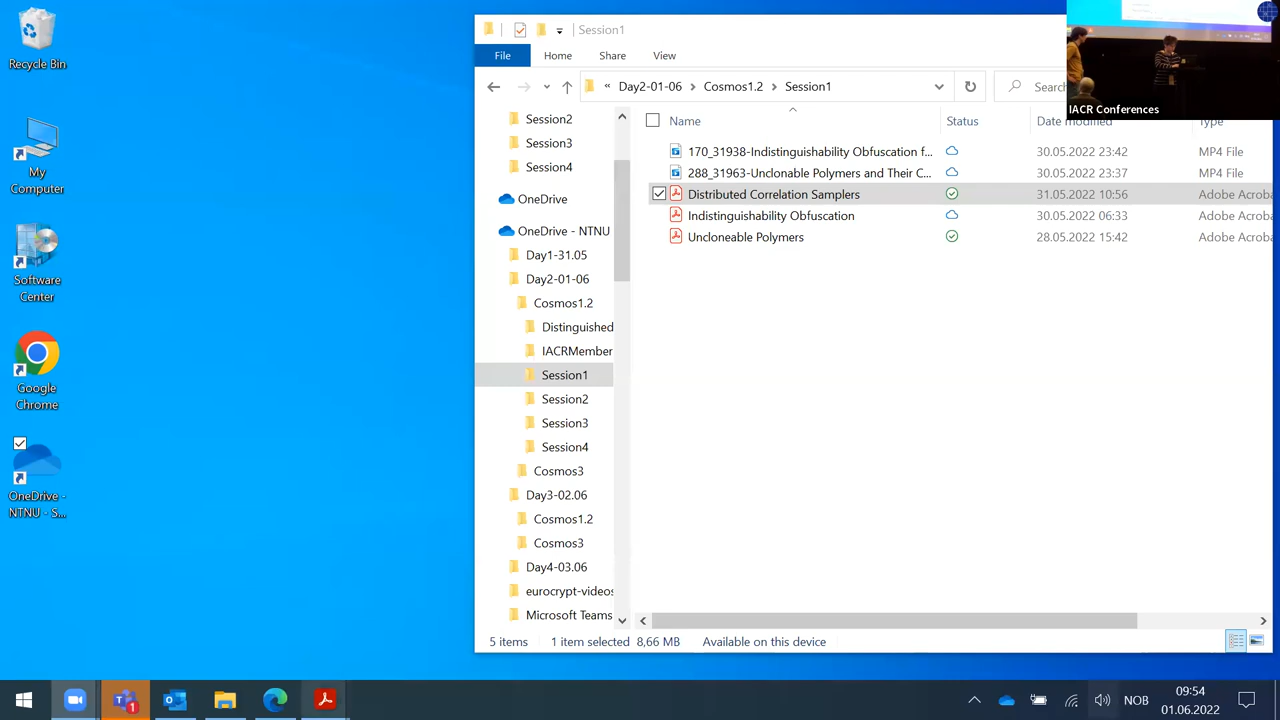 Recycle Bin
My Computer
Software Center
Google Chrome
OneDrive - NTNU - S...
Session1
File
Home
Share
View
« Day2-01-06 > Cosmos1.2 > Session1
Search
IACR Conferences
Name
Status
Date modified
Type
170_31938-Indistinguishability Obfuscation f...
30.05.2022 23:42
MP4 File
288_31963-Unclonable Polymers and Their C...
30.05.2022 23:37
MP4 File
Distributed Correlation Samplers
31.05.2022 10:56
Adobe Acroba
Indistinguishability Obfuscation
30.05.2022 06:33
Adobe Acroba
Uncloneable Polymers
28.05.2022 15:42
Adobe Acroba
Session2
Session3
Session4
OneDrive
OneDrive - NTNU
Day1-31.05
Day2-01-06
Cosmos1.2
Distinguished
IACRMember
Session1
Session2
Session3
Session4
Cosmos3
Day3-02.06
Cosmos1.2
Cosmos3
Day4-03.06
eurocrypt-videos
Microsoft Teams
5 items
1 item selected 8,66 MB
Available on this device
1
NOB
09:54
01.06.2022